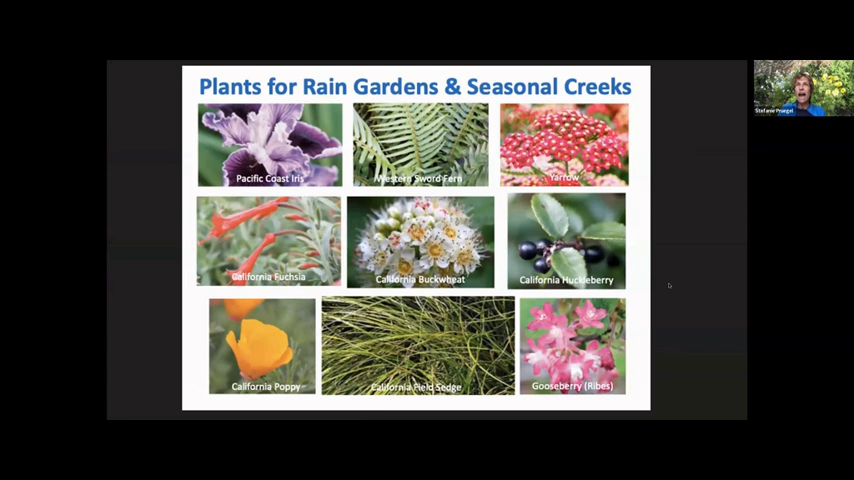 Plants for Rain Gardens & Seasonal Creeks
Pacific Coast Iris
Western Sword Fern
Yarrow
California Fuchsia
California Buckwheat
California Huckleberry
California Poppy
California Field Sedge
Gooseberry (Ribes)
Stefanie Pruegel